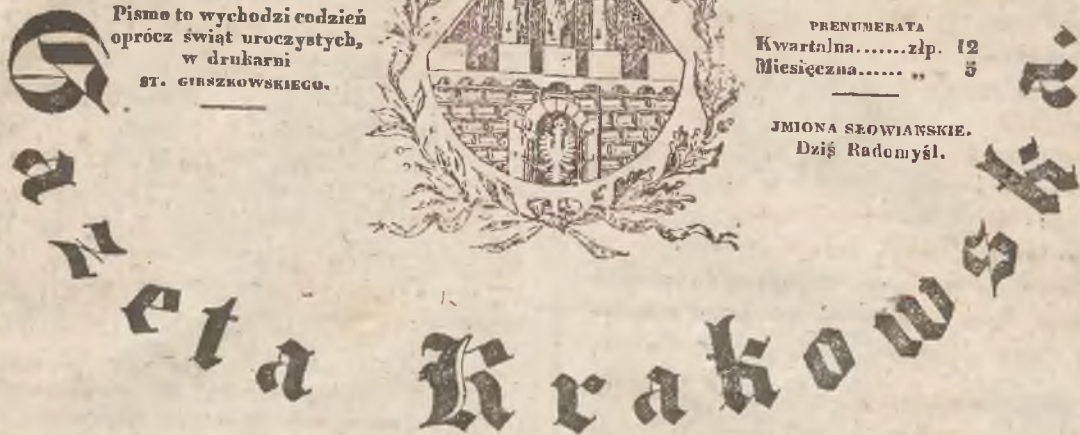 Pismo to wychodzi codzień
oprócz świąt uroczystych,
w drukarni
ST. GIESZKOWSKIEGO.
PRENUMERATA
Kwartalna.......złp. 12
Miesięczna...... „ 5
JMIONA SŁOWIAŃSKIE.
Dziś Radomyśl.
Gazeta Krakowska.